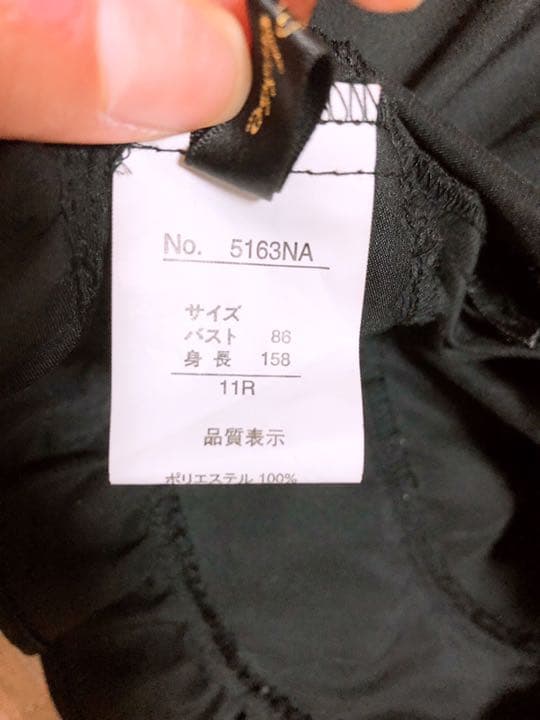 No. 5163NA
サイズ
バスト 86
身長 158
11R
品質表示
ポリエステル 100%